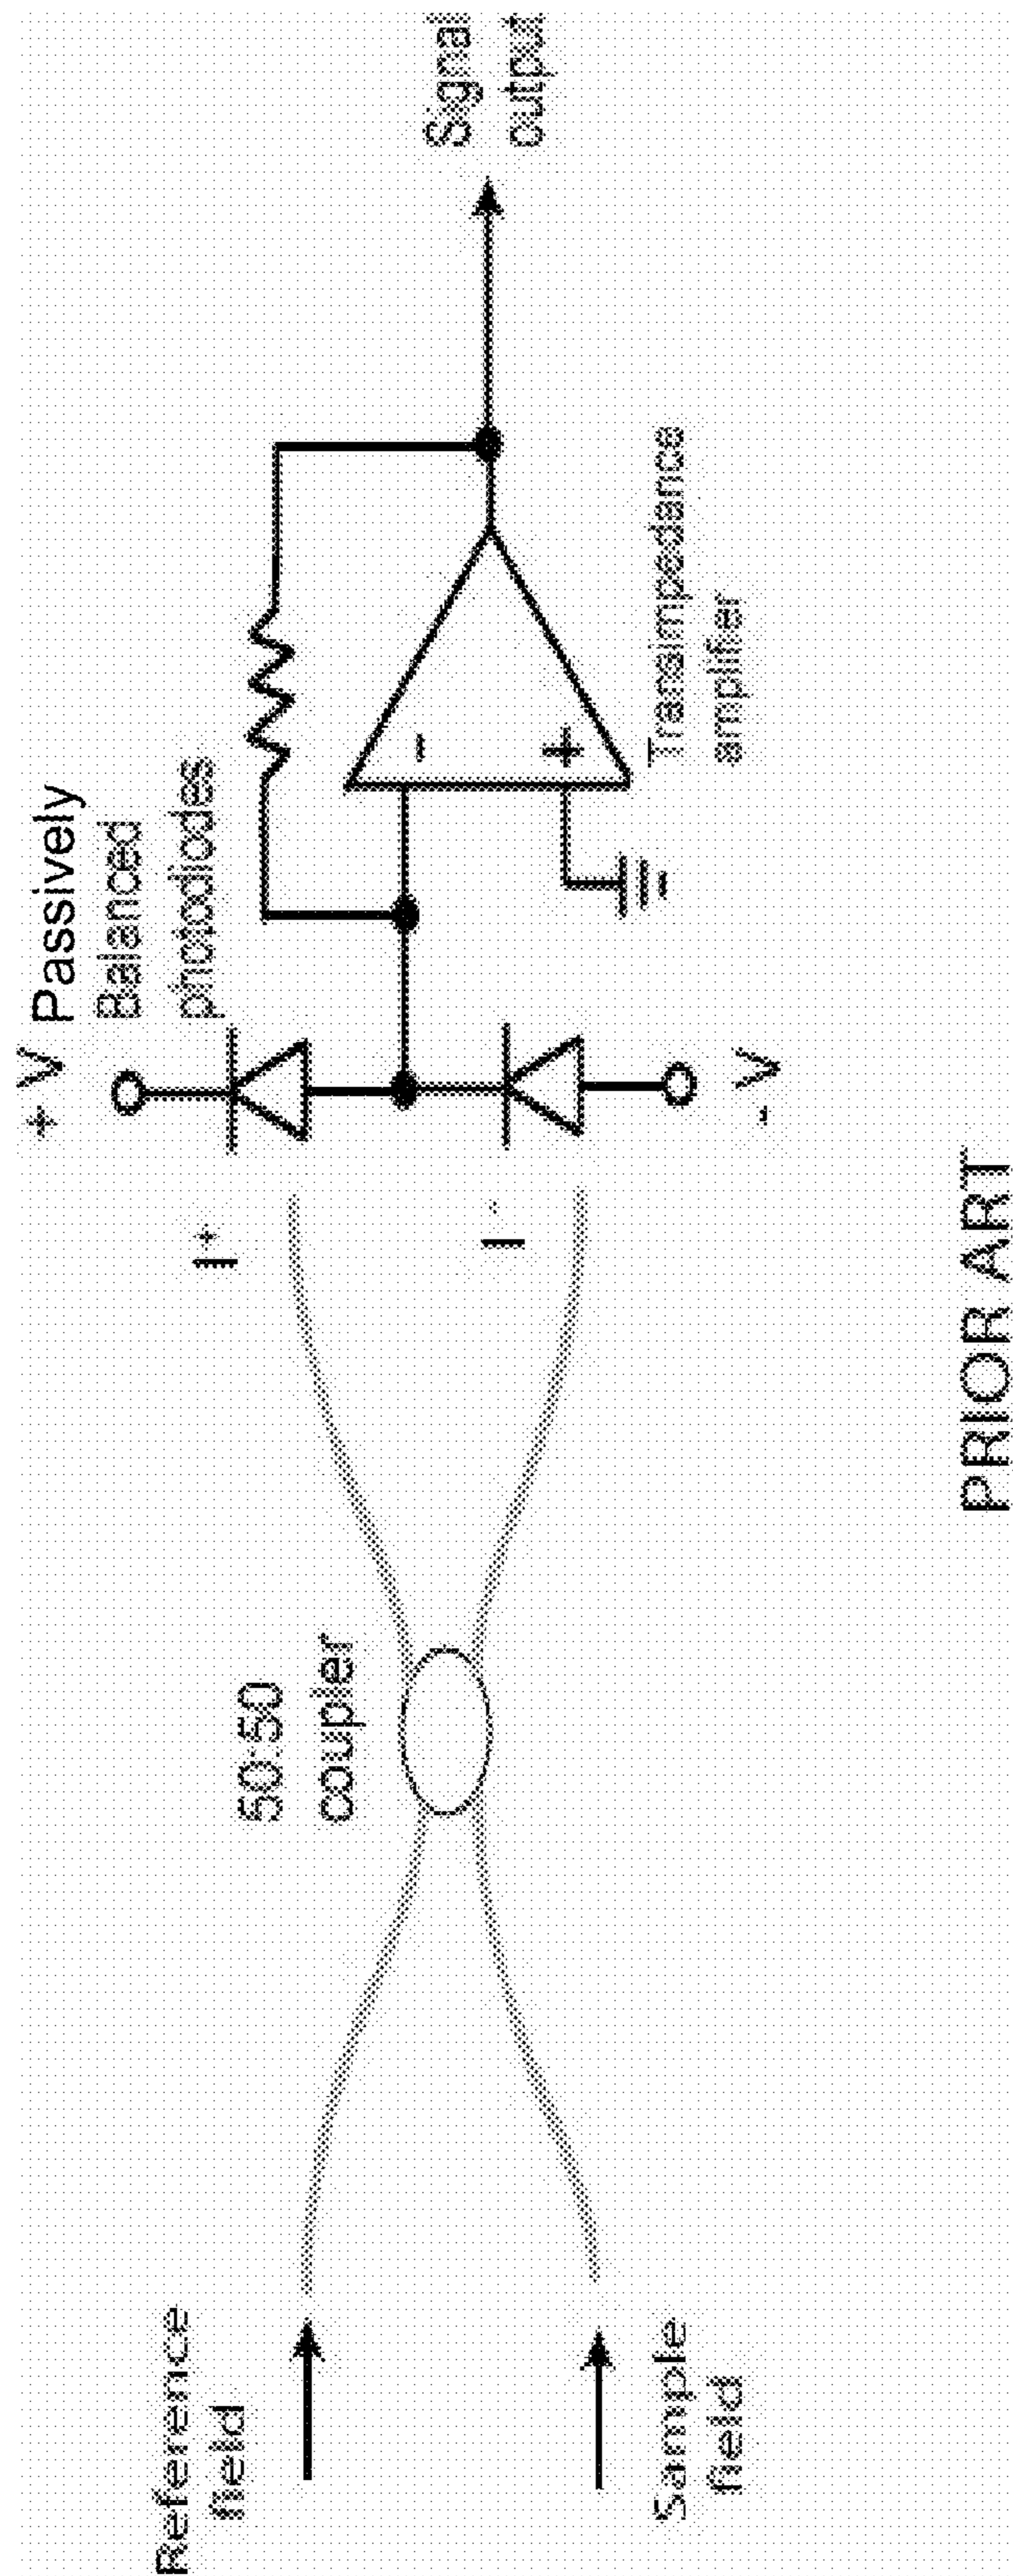 Reference
field
Sample
field
50:50
coupler
I+
I-
+ V
Passively
Balanced
photodiodes
- V
-
+
Transimpedance
amplifier
Signal
output
PRIOR ART